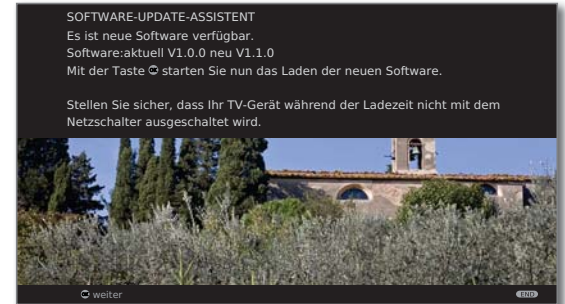 SOFTWARE-UPDATE-ASSISTENT
Es ist neue Software verfügbar.
Software:aktuell V1.0.0 neu V1.1.0
Mit der Taste starten Sie nun das Laden der neuen Software.
Stellen Sie sicher, dass Ihr TV-Gerät während der Ladezeit nicht mit dem
Netzschalter ausgeschaltet wird.
weiter
END